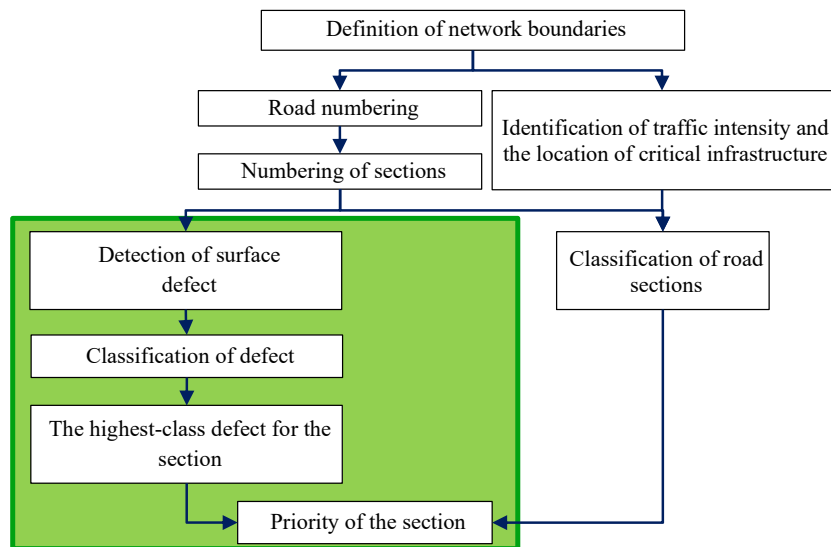 Definition of network boundaries
Road numbering
Identification of traffic intensity and
the location of critical infrastructure
Numbering of sections
Detection of surface
defect
Classification of road
sections
Classification of defect
The highest-class defect for the
section
Priority of the section